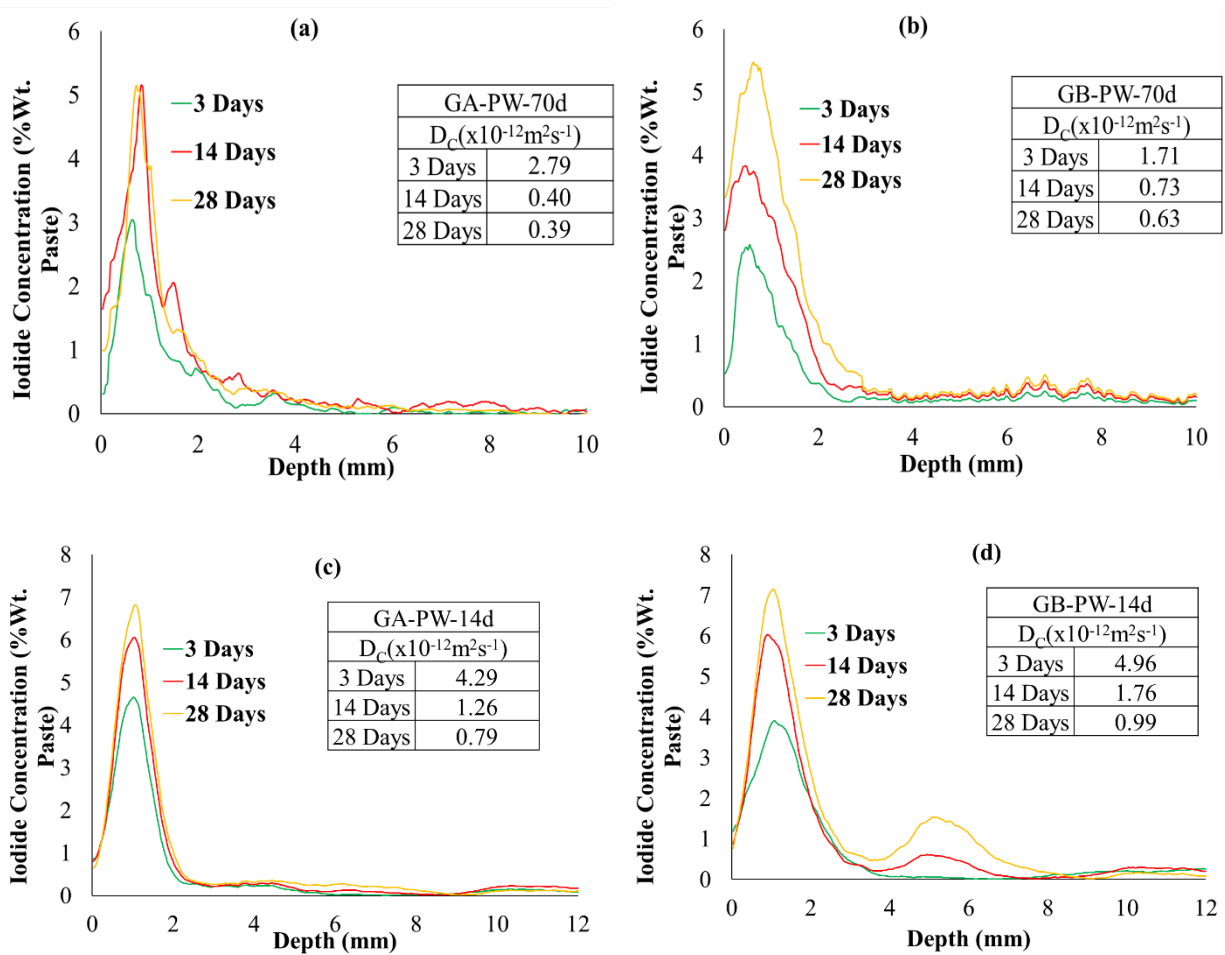 (a)
Iodide Concentration (%Wt.
Paste)
6
5
4
3
2
1
0
3 Days
14 Days
28 Days
GA-PW-70d
D_C(x10⁻¹²m²s⁻¹)
3 Days 2.79
14 Days 0.40
28 Days 0.39
0 2 4 6 8 10
Depth (mm)
(b)
Iodide Concentration (%Wt.
Paste)
6
5
4
3
2
1
0
3 Days
14 Days
28 Days
GB-PW-70d
D_C(x10⁻¹²m²s⁻¹)
3 Days 1.71
14 Days 0.73
28 Days 0.63
0 2 4 6 8 10
Depth (mm)
(c)
Iodide Concentration (%Wt.
Paste)
8
7
6
5
4
3
2
1
0
3 Days
14 Days
28 Days
GA-PW-14d
D_C(x10⁻¹²m²s⁻¹)
3 Days 4.29
14 Days 1.26
28 Days 0.79
0 2 4 6 8 10 12
Depth (mm)
(d)
Iodide Concentration (%Wt.
Paste)
8
7
6
5
4
3
2
1
0
3 Days
14 Days
28 Days
GB-PW-14d
D_C(x10⁻¹²m²s⁻¹)
3 Days 4.96
14 Days 1.76
28 Days 0.99
0 2 4 6 8 10 12
Depth (mm)